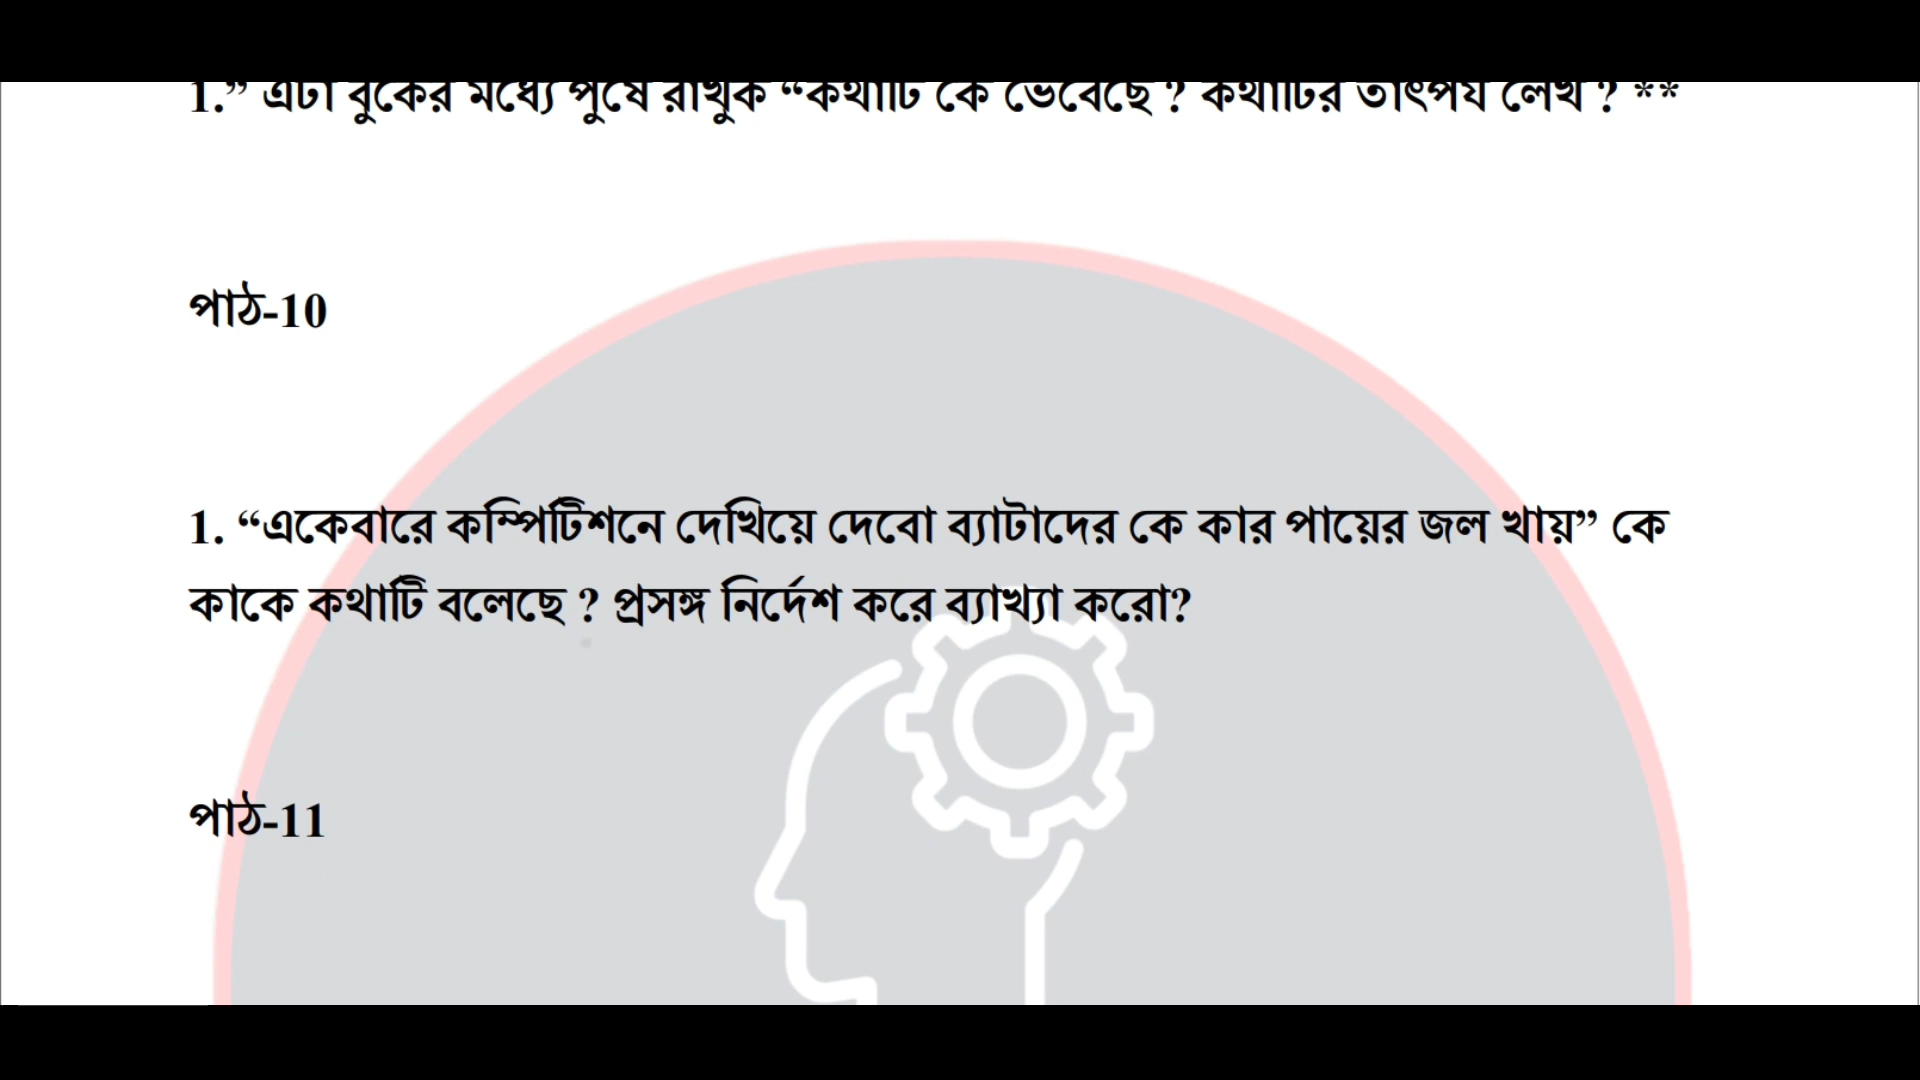 1.” এটা বুকের মধ্যে পুষে রাখুক “কথাটি কে ভেবেছে ? কথাটির তাৎপর্য লেখ ? **
পাঠ-10
1. “একেবারে কম্পিটিশনে দেখিয়ে দেবো ব্যাটাদের কে কার পায়ের জল খায়” কে
কাকে কথাটি বলেছে ? প্রসঙ্গ নির্দেশ করে ব্যাখ্যা করো?
পাঠ-11